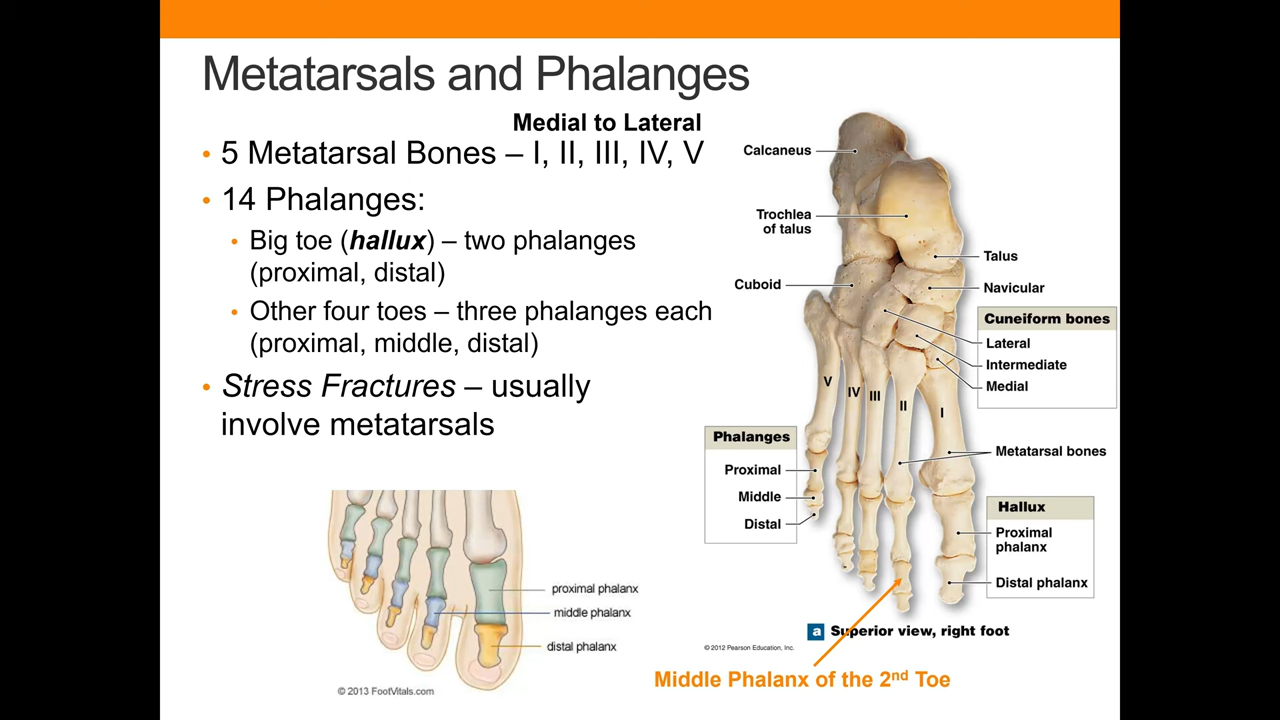 Metatarsals and Phalanges
Medial to Lateral
• 5 Metatarsal Bones – I, II, III, IV, V
• 14 Phalanges:
• Big toe (hallux) – two phalanges
(proximal, distal)
• Other four toes – three phalanges each
(proximal, middle, distal)
• Stress Fractures – usually
involve metatarsals
proximal phalanx
middle phalanx
distal phalanx
© 2013 FootVitals.com
Calcaneus
Trochlea
of talus
Cuboid
Talus
Navicular
Cuneiform bones
Lateral
Intermediate
Medial
V
IV
III
II
I
Metatarsal bones
Phalanges
Proximal
Middle
Distal
Hallux
Proximal
phalanx
Distal phalanx
a Superior view, right foot
© 2012 Pearson Education, Inc.
Middle Phalanx of the 2nd Toe